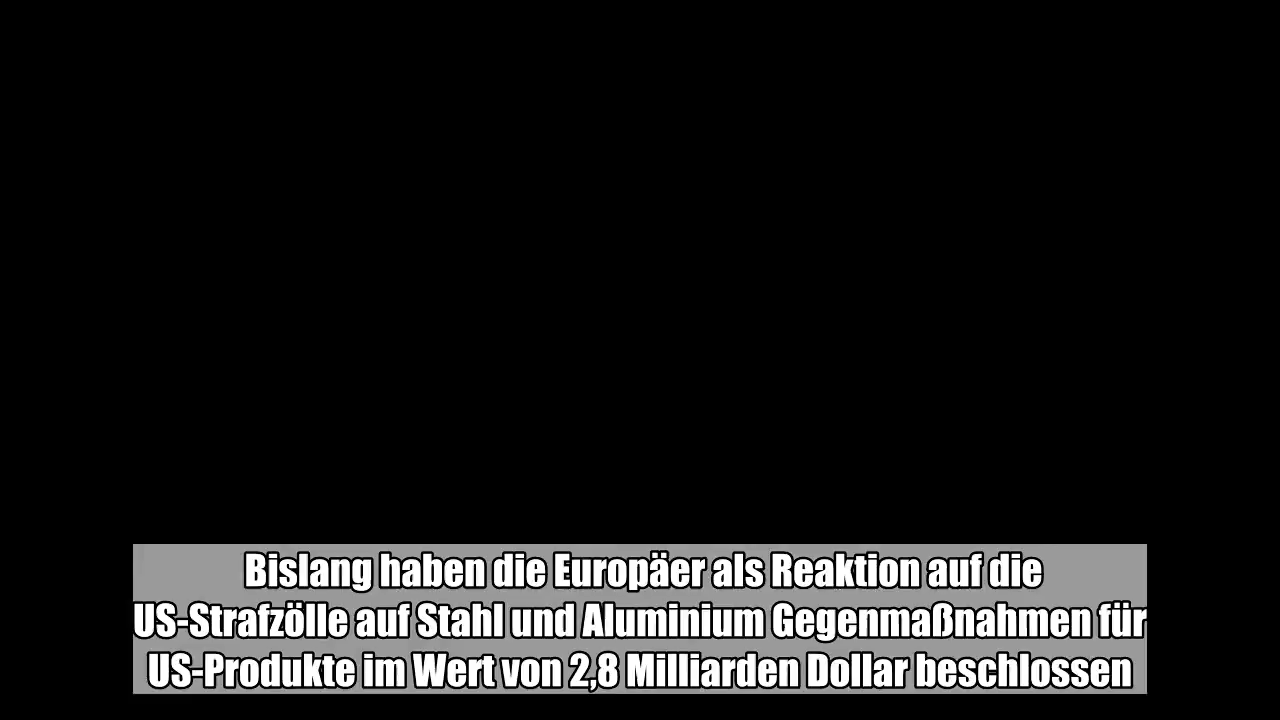 Bislang haben die Europäer als Reaktion auf die
US-Strafzölle auf Stahl und Aluminium Gegenmaßnahmen für
US-Produkte im Wert von 2,8 Milliarden Dollar beschlossen